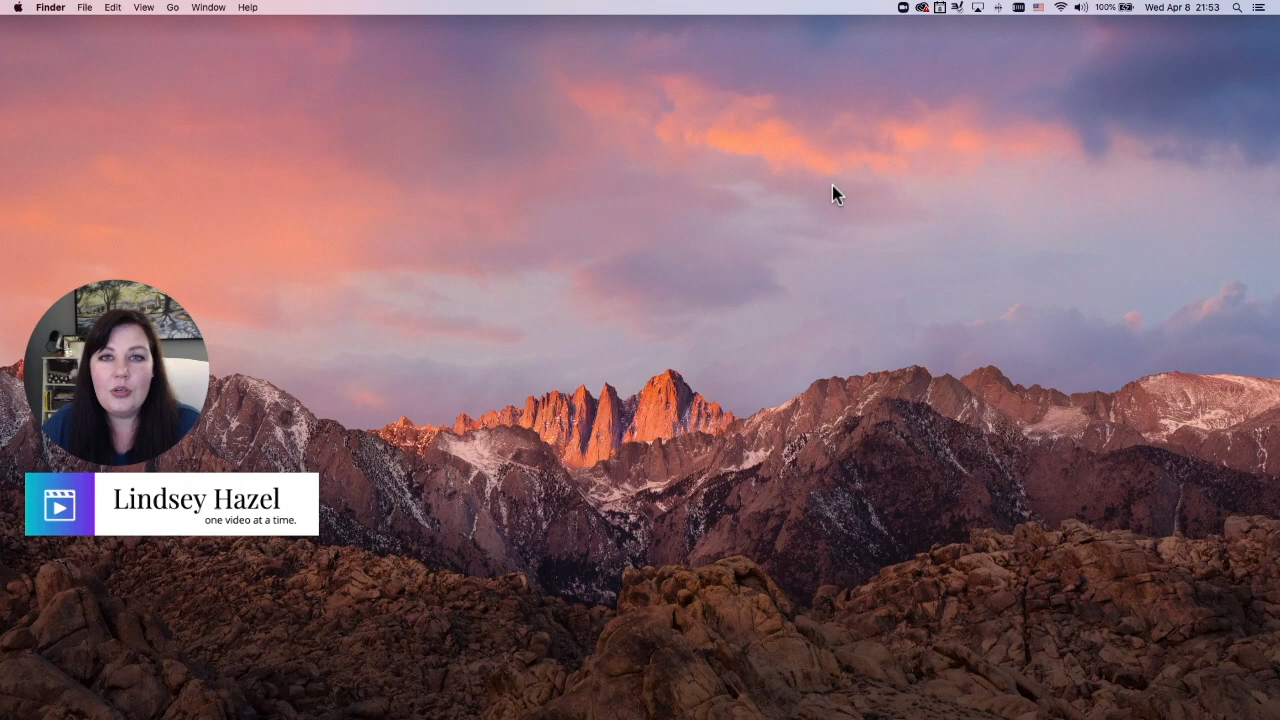 Finder File Edit View Go Window Help 100% Wed Apr 8 21:53
Lindsey Hazel
one video at a time.